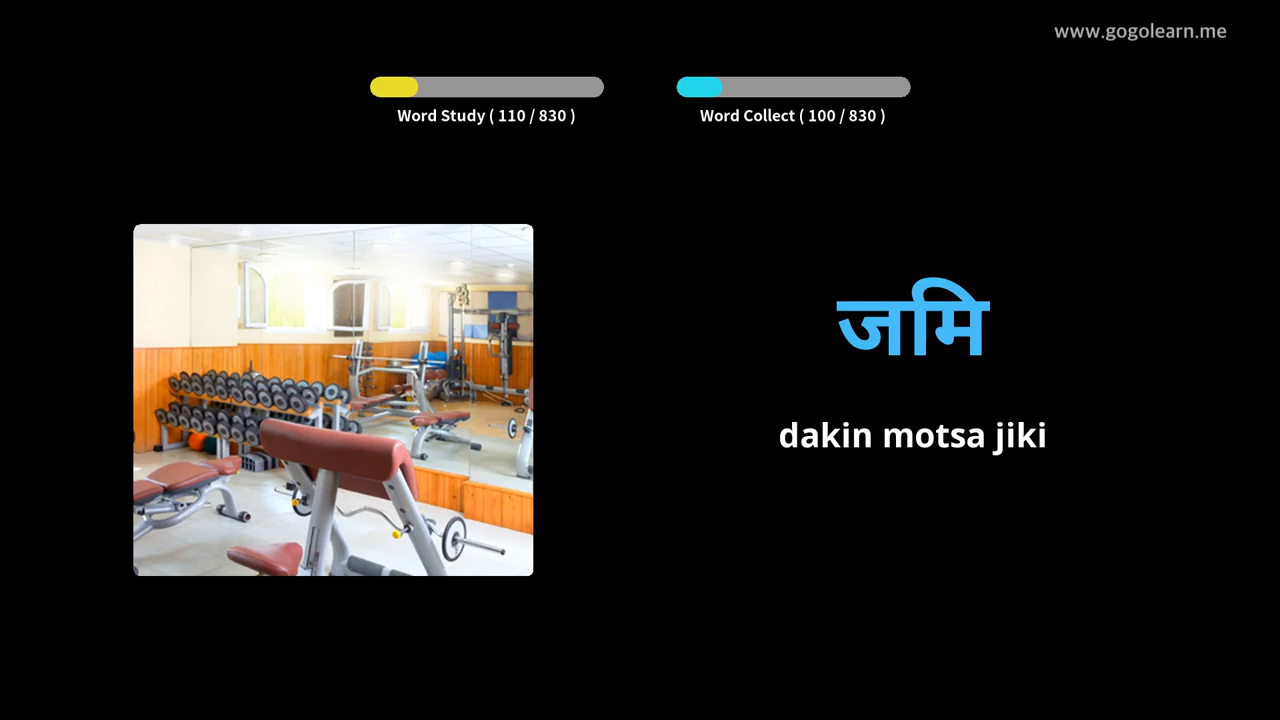 www.gogolearn.me
Word Study ( 110 / 830 )
Word Collect ( 100 / 830 )
जमि
dakin motsa jiki